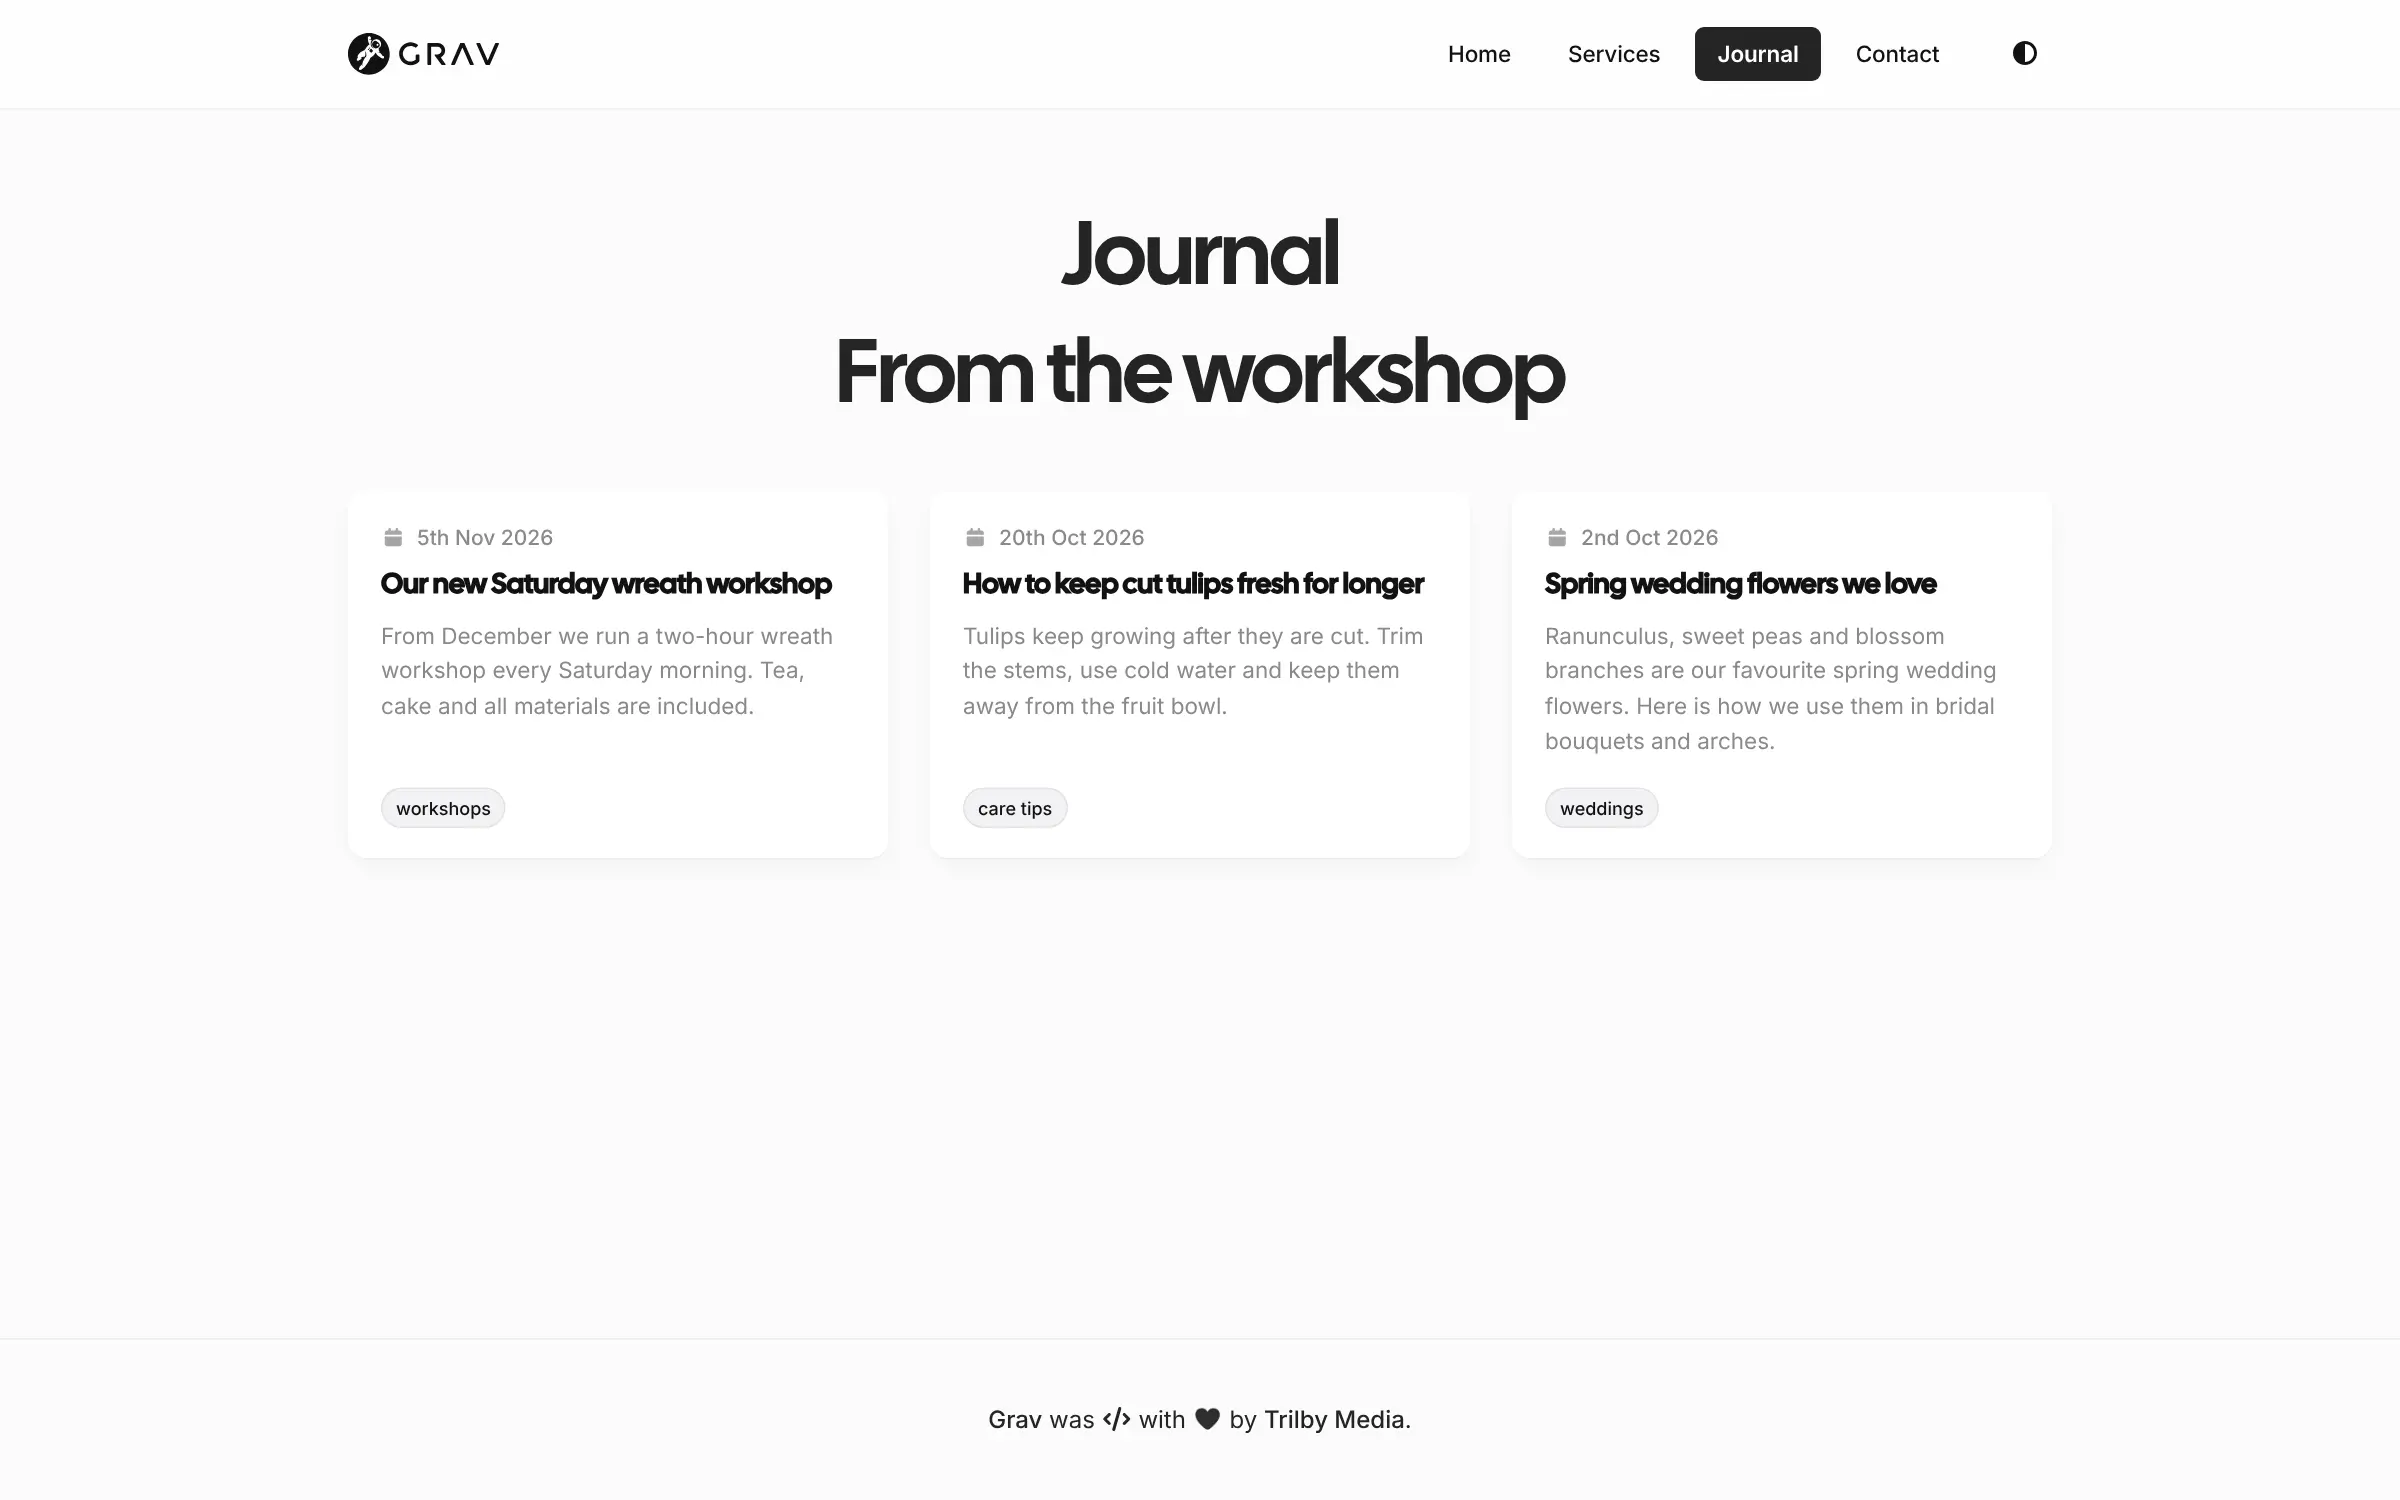 GRAV
Home
Services
Journal
Contact
Journal
From the workshop
5th Nov 2026
Our new Saturday wreath workshop
From December we run a two-hour wreath
workshop every Saturday morning. Tea,
cake and all materials are included.
workshops
20th Oct 2026
How to keep cut tulips fresh for longer
Tulips keep growing after they are cut. Trim
the stems, use cold water and keep them
away from the fruit bowl.
care tips
2nd Oct 2026
Spring wedding flowers we love
Ranunculus, sweet peas and blossom
branches are our favourite spring wedding
flowers. Here is how we use them in bridal
bouquets and arches.
weddings
Grav was </> with ♥ by Trilby Media.